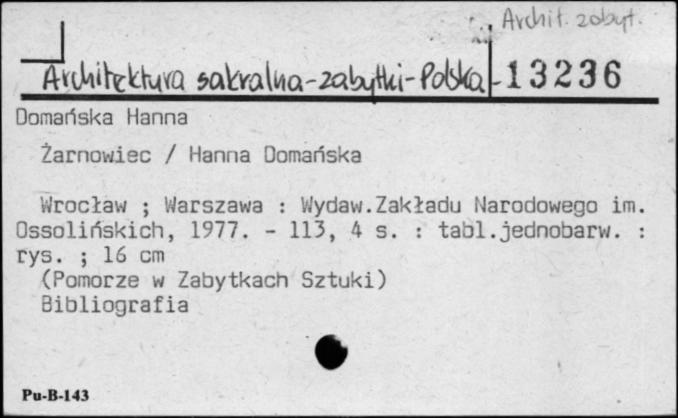 Archit. zabyt.
Architektura sakralna-zabytki-Polska -13236
Domańska Hanna
Żarnowiec / Hanna Domańska
Wrocław ; Warszawa : Wydaw.Zakładu Narodowego im.
Ossolińskich, 1977. - 113, 4 s. : tabl.jednobarw. :
rys. ; 16 cm
(Pomorze w Zabytkach Sztuki)
Bibliografia
Pu-B-143